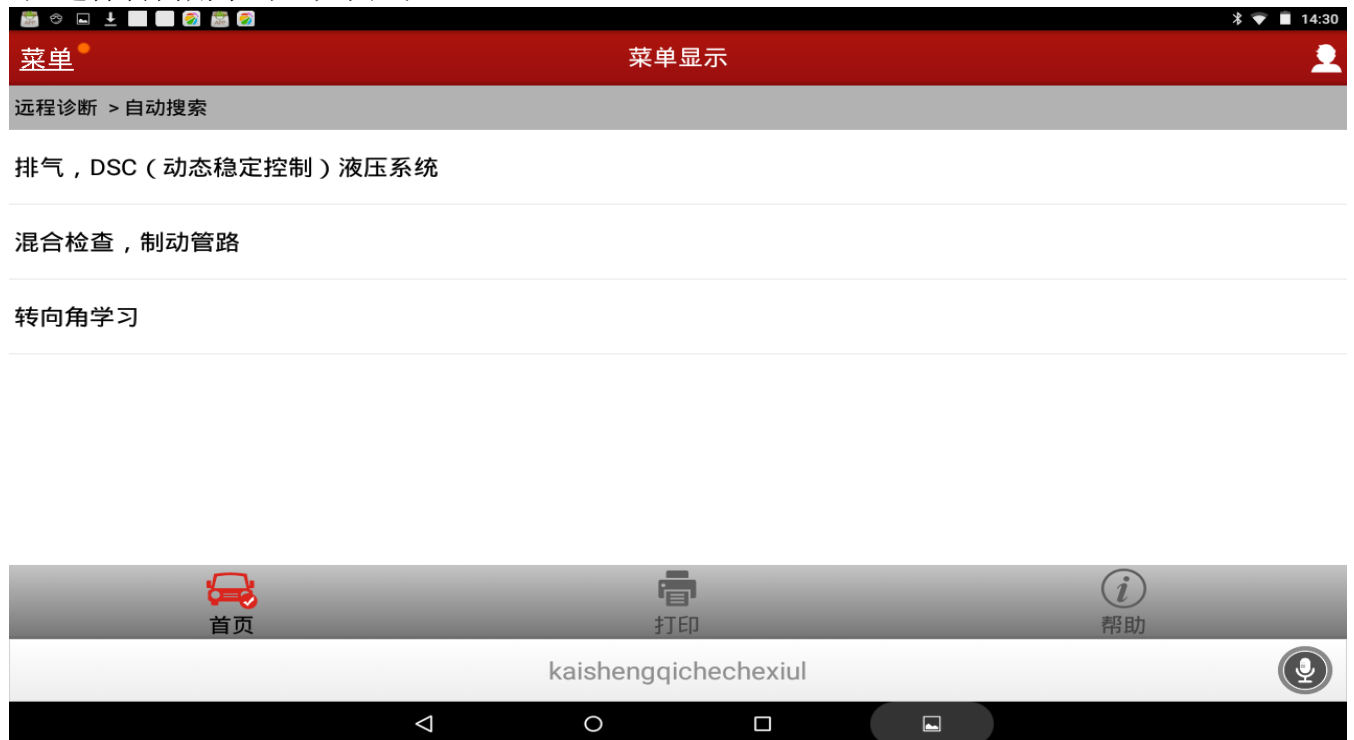 14:30
菜单
菜单显示
远程诊断 >自动搜索
排气，DSC（动态稳定控制）液压系统
混合检查，制动管路
转向角学习
首页
打印
帮助
kaishengqichechexiul